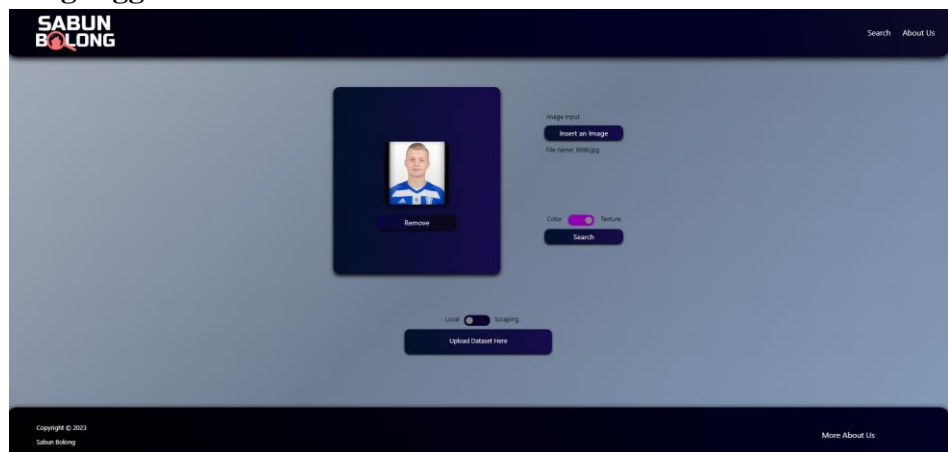 SABUN
BOLONG
Search About Us
Image Input
Insert an Image
File name: 9888.jpg
Remove
Color Texture
Search
Local Scraping
Upload Dataset Here
Copyright © 2023
Sabun Bolong
More About Us